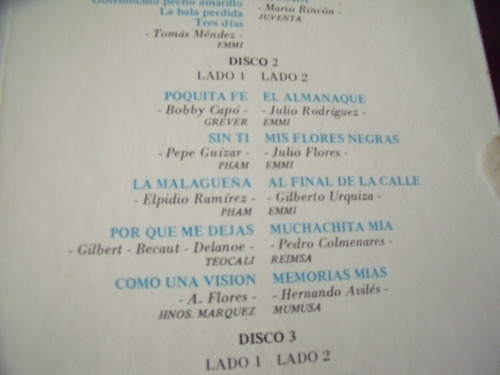 Gorrioncillo pecho amarillo
La bala perdida
Tres días
- Tomás Méndez -
EMMI
- Mario Rincón -
JUVENTA
DISCO 2
LADO 1 LADO 2
POQUITA FE EL ALMANAQUE
- Bobby Capó - - Julio Rodríguez -
GREVER EMMI
SIN TI MIS FLORES NEGRAS
- Pepe Guízar - - Julio Flores -
PHAM EMMI
LA MALAGUEÑA AL FINAL DE LA CALLE
- Elpidio Ramírez - - Gilberto Urquiza -
PHAM EMMI
POR QUE ME DEJAS MUCHACHITA MIA
- Gilbert - Becaut - Delanoe - - Pedro Colmenares -
TEOCALI REIMSA
COMO UNA VISION MEMORIAS MIAS
- A. Flores - - Hernando Avilés -
HNOS. MARQUEZ MUMUSA
DISCO 3
LADO 1 LADO 2